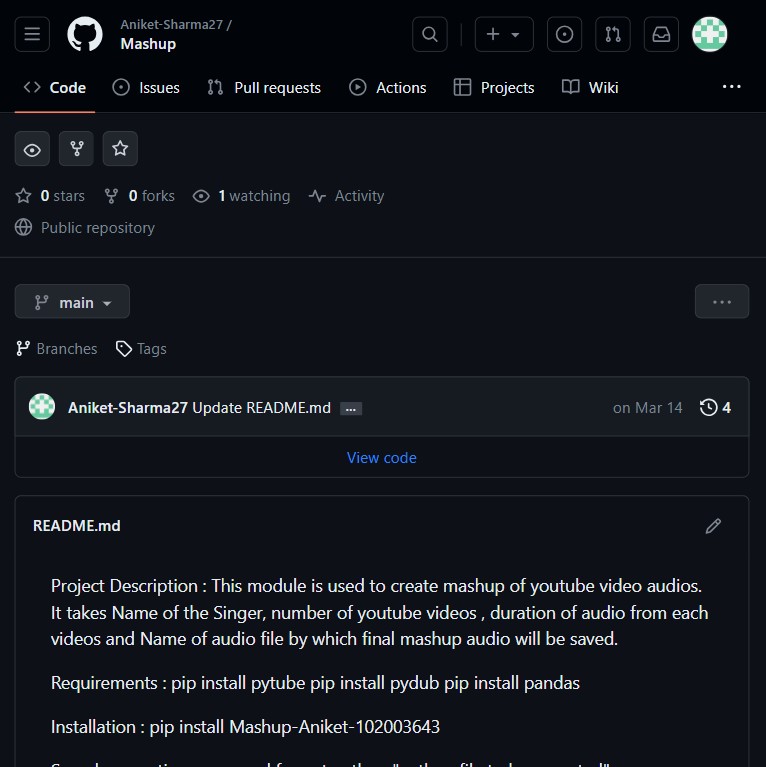 Aniket-Sharma27 /
Mashup
Code Issues Pull requests Actions Projects Wiki
0 stars 0 forks 1 watching Activity
Public repository
main
Branches Tags
Aniket-Sharma27 Update README.md ... on Mar 14 4
View code
README.md
Project Description : This module is used to create mashup of youtube video audios.
It takes Name of the Singer, number of youtube videos , duration of audio from each
videos and Name of audio file by which final mashup audio will be saved.
Requirements : pip install pytube pip install pydub pip install pandas
Installation : pip install Mashup-Aniket-102003643